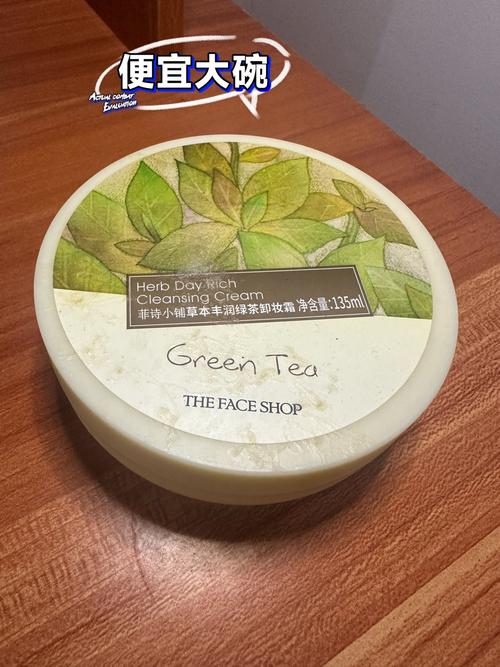 便宜大碗
ACTUAL COMBAT
EVALUATION
Herb Day Rich
Cleansing Cream
菲诗小铺草本丰润绿茶卸妆霜 净含量:135ml
Green Tea
THE FACE SHOP